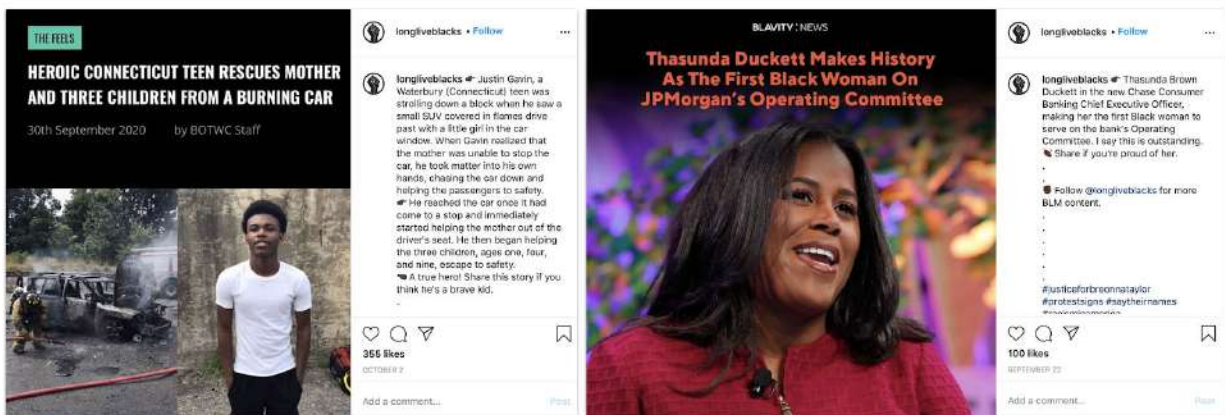 THE FEELS
HEROIC CONNECTICUT TEEN RESCUES MOTHER
AND THREE CHILDREN FROM A BURNING CAR
30th September 2020 by BOTWC Staff
longliveblacks • Follow
longliveblacks Justin Gavin, a
Waterbury (Connecticut) teen was
strolling down a block when he saw a
small SUV covered in flames drive
past with a little girl in the car
window. When Gavin realized that
the mother was unable to stop the
car, he took matter into his own
hands, chasing the car down and
helping the passengers to safety.
He reached the car once it had
come to a stop and immediately
started helping the mother out of the
driver's seat. He then began helping
the three children, ages one, four,
and nine, escape to safety.
A true hero! Share this story if you
think he's a brave kid.
.
355 likes
OCTOBER 2
Add a comment...
Post
BLAVITY : NEWS
Thasunda Duckett Makes History
As The First Black Woman On
JPMorgan's Operating Committee
longliveblacks • Follow
longliveblacks Thasunda Brown
Duckett in the new Chase Consumer
Banking Chief Executive Officer,
making her the first Black woman to
serve on the bank's Operating
Committee. I say this is outstanding.
Share if you're proud of her.
.
.
Follow @longliveblacks for more
BLM content.
.
.
.
.
.
#justiceforbreonnataylor
#protestsigns #saytheirnames
#racisminamerica
100 likes
SEPTEMBER 22
Add a comment...
Post